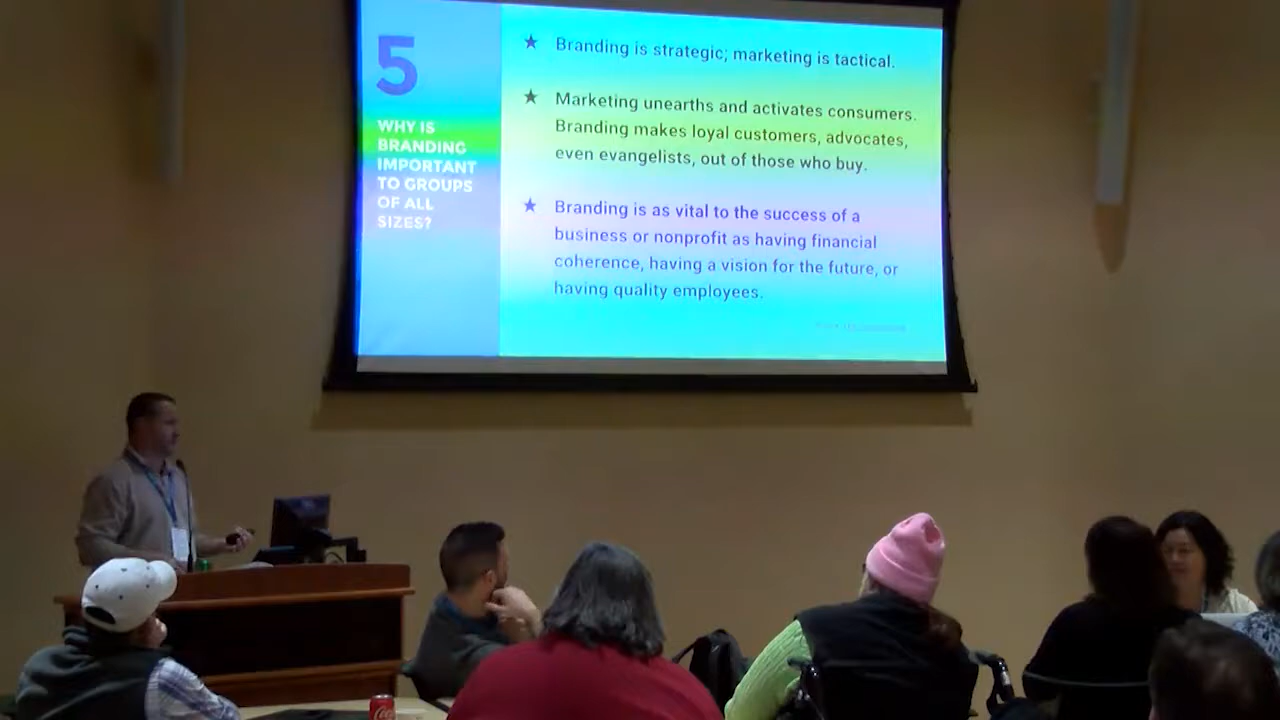 5
WHY IS
BRANDING
IMPORTANT
TO GROUPS
OF ALL
SIZES?
★ Branding is strategic; marketing is tactical.
★ Marketing unearths and activates consumers.
Branding makes loyal customers, advocates,
even evangelists, out of those who buy.
★ Branding is as vital to the success of a
business or nonprofit as having financial
coherence, having a vision for the future, or
having quality employees.